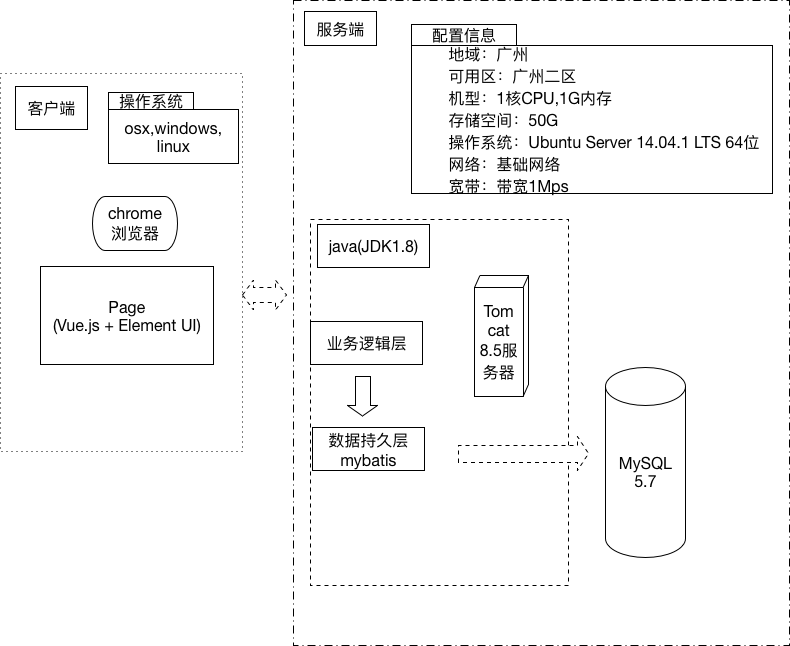 客户端
操作系统
osx,windows,
linux
chrome
浏览器
Page
(Vue.js + Element UI)
服务端
配置信息
地域：广州
可用区：广州二区
机型：1核CPU,1G内存
存储空间：50G
操作系统：Ubuntu Server 14.04.1 LTS 64位
网络：基础网络
宽带：带宽1Mps
java(JDK1.8)
Tom
cat
8.5服
务器
业务逻辑层
数据持久层
mybatis
MySQL
5.7